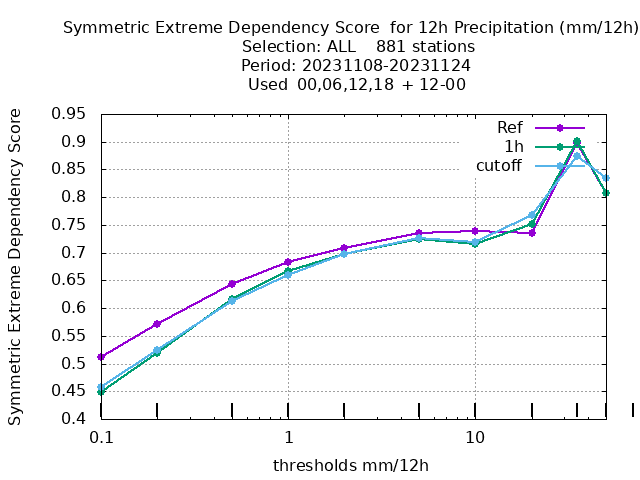 Symmetric Extreme Dependency Score  for 12h Precipitation (mm/12h)
Selection: ALL    881 stations
Period: 20231108-20231124
Used  00,06,12,18  + 12-00
Symmetric Extreme Dependency Score
0.95
0.9
0.85
0.8
0.75
0.7
0.65
0.6
0.55
0.5
0.45
0.4
Ref
1h
cutoff
0.1
1
10
thresholds mm/12h